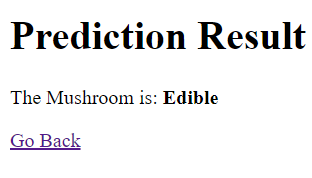 Prediction Result
The Mushroom is: Edible
Go Back